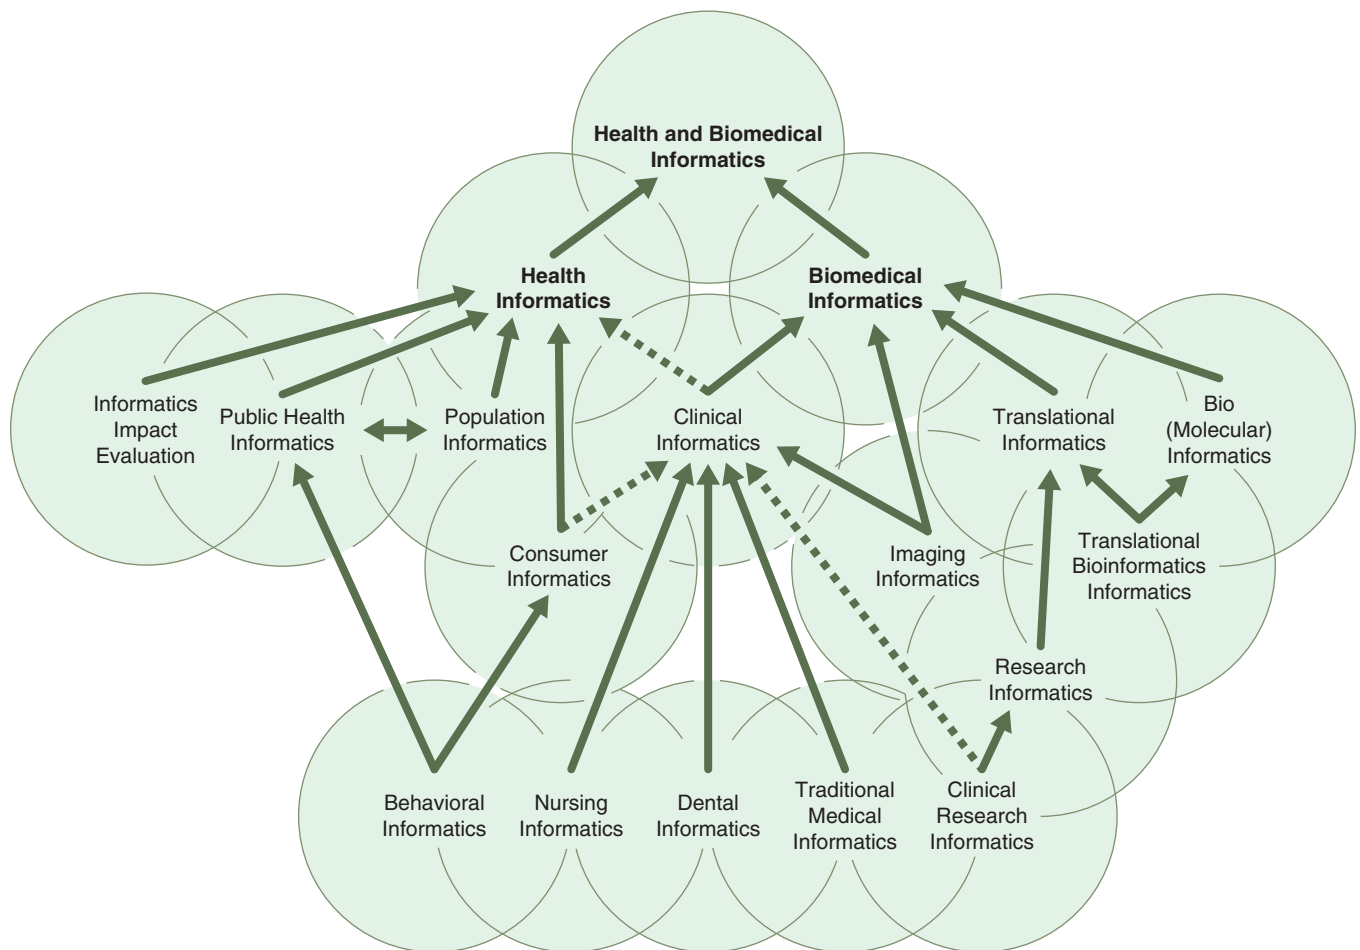 Health and Biomedical
Informatics
Health
Informatics
Biomedical
Informatics
Informatics
Impact
Evaluation
Public Health
Informatics
Population
Informatics
Clinical
Informatics
Translational
Informatics
Bio
(Molecular)
Informatics
Consumer
Informatics
Imaging
Informatics
Translational
Bioinformatics
Informatics
Research
Informatics
Behavioral
Informatics
Nursing
Informatics
Dental
Informatics
Traditional
Medical
Informatics
Clinical
Research
Informatics